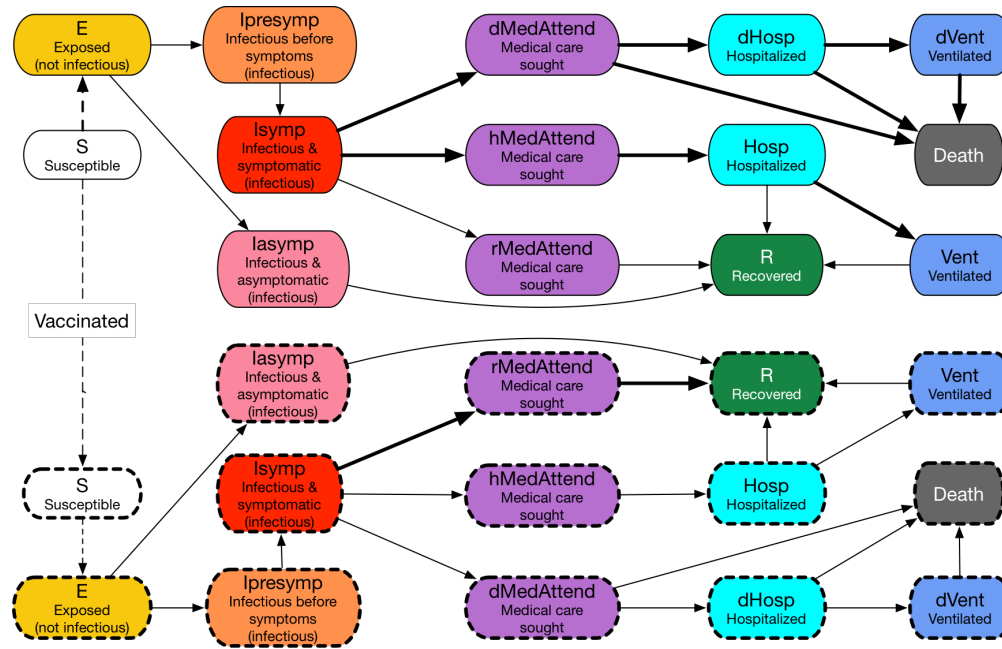 E
Exposed
(not infectious)
Ipresymp
Infectious before
symptoms
(infectious)
dMedAttend
Medical care
sought
dHosp
Hospitalized
dVent
Ventilated
S
Susceptible
Isymp
Infectious &
symptomatic
(infectious)
hMedAttend
Medical care
sought
Hosp
Hospitalized
Death
Iasymp
Infectious &
asymptomatic
(infectious)
rMedAttend
Medical care
sought
R
Recovered
Vent
Ventilated
Vaccinated
Iasymp
Infectious &
asymptomatic
(infectious)
rMedAttend
Medical care
sought
R
Recovered
Vent
Ventilated
S
Susceptible
Isymp
Infectious &
symptomatic
(infectious)
hMedAttend
Medical care
sought
Hosp
Hospitalized
Death
E
Exposed
(not infectious)
Ipresymp
Infectious before
symptoms
(infectious)
dMedAttend
Medical care
sought
dHosp
Hospitalized
dVent
Ventilated